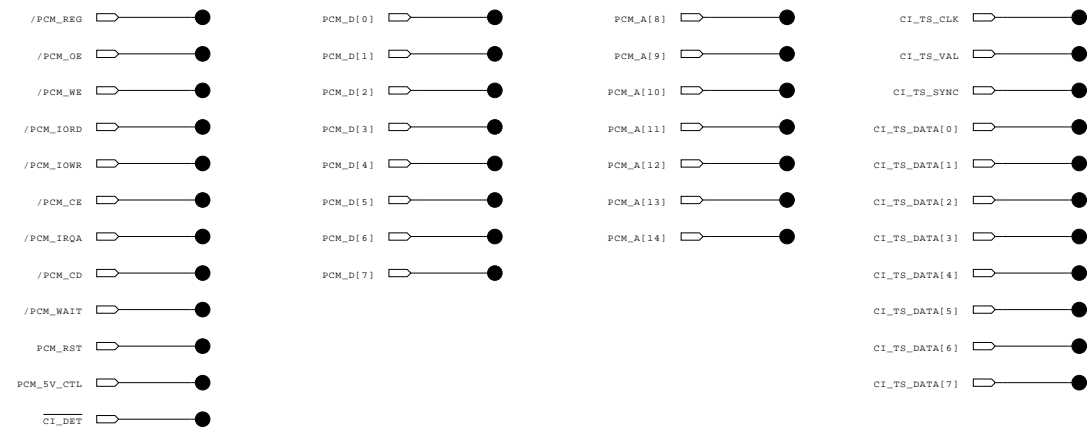 /PCM_REG
/PCM_OE
/PCM_WE
/PCM_IORD
/PCM_IOWR
/PCM_CE
/PCM_IRQA
/PCM_CD
/PCM_WAIT
PCM_RST
PCM_5V_CTL
CI_DET
PCM_D[0]
PCM_D[1]
PCM_D[2]
PCM_D[3]
PCM_D[4]
PCM_D[5]
PCM_D[6]
PCM_D[7]
PCM_A[8]
PCM_A[9]
PCM_A[10]
PCM_A[11]
PCM_A[12]
PCM_A[13]
PCM_A[14]
CI_TS_CLK
CI_TS_VAL
CI_TS_SYNC
CI_TS_DATA[0]
CI_TS_DATA[1]
CI_TS_DATA[2]
CI_TS_DATA[3]
CI_TS_DATA[4]
CI_TS_DATA[5]
CI_TS_DATA[6]
CI_TS_DATA[7]